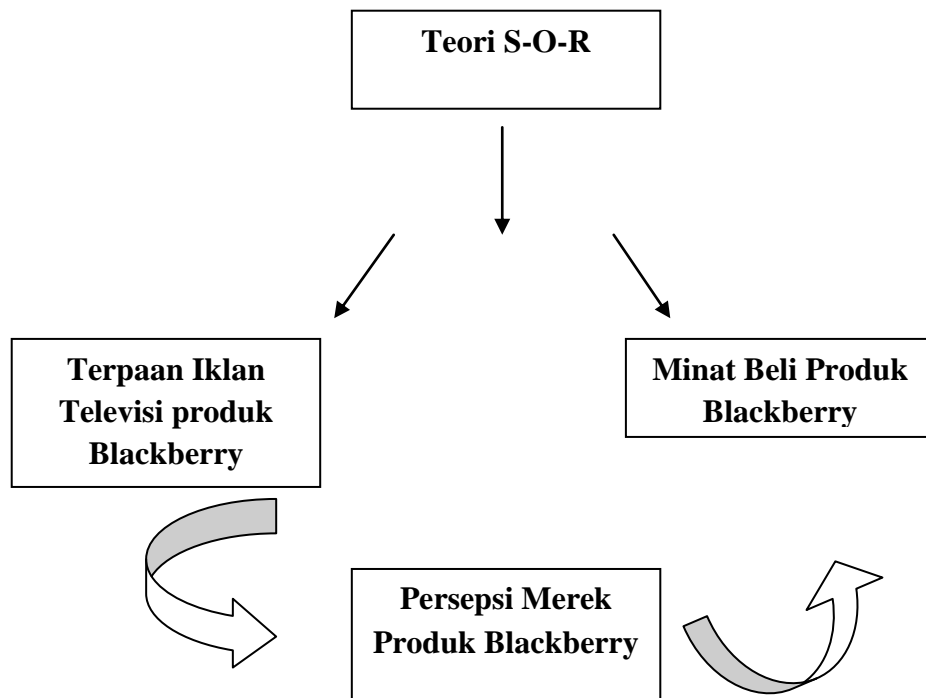 Teori S-O-R
Terpaan Iklan
Televisi produk
Blackberry
Minat Beli Produk
Blackberry
Persepsi Merek
Produk Blackberry